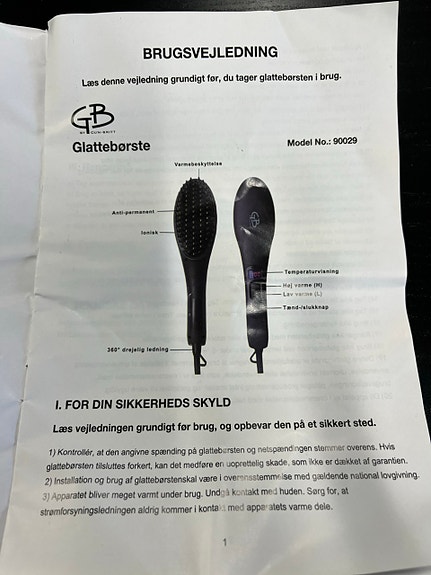 BRUGSVEJLEDNING
Læs denne vejledning grundigt før, du tager glattebørsten i brug.
GB
BY GUN-BRITT
Glattebørste
Model No.: 90029
Varmebeskyttelse
Anti-permanent
Ionisk
GB
Temperaturvisning
Høj varme (H)
Lav varme (L)
Tænd-/slukknap
360° drejelig ledning
I. FOR DIN SIKKERHEDS SKYLD
Læs vejledningen grundigt før brug, og opbevar den på et sikkert sted.
1) Kontrollér, at den angivne spænding på glattebørsten og netspændingen stemmer overens. Hvis
glattebørsten tilsluttes forkert, kan det medføre en uoprettelig skade, som ikke er dækket af garantien.
2) Installation og brug af glattebørstenskal være i overensstemmelse med gældende national lovgivning.
3) Apparatet bliver meget varmt under brug. Undgå kontakt med huden. Sørg for, at
strømforsyningsledningen aldrig kommer i kontakt med apparatets varme dele.
1